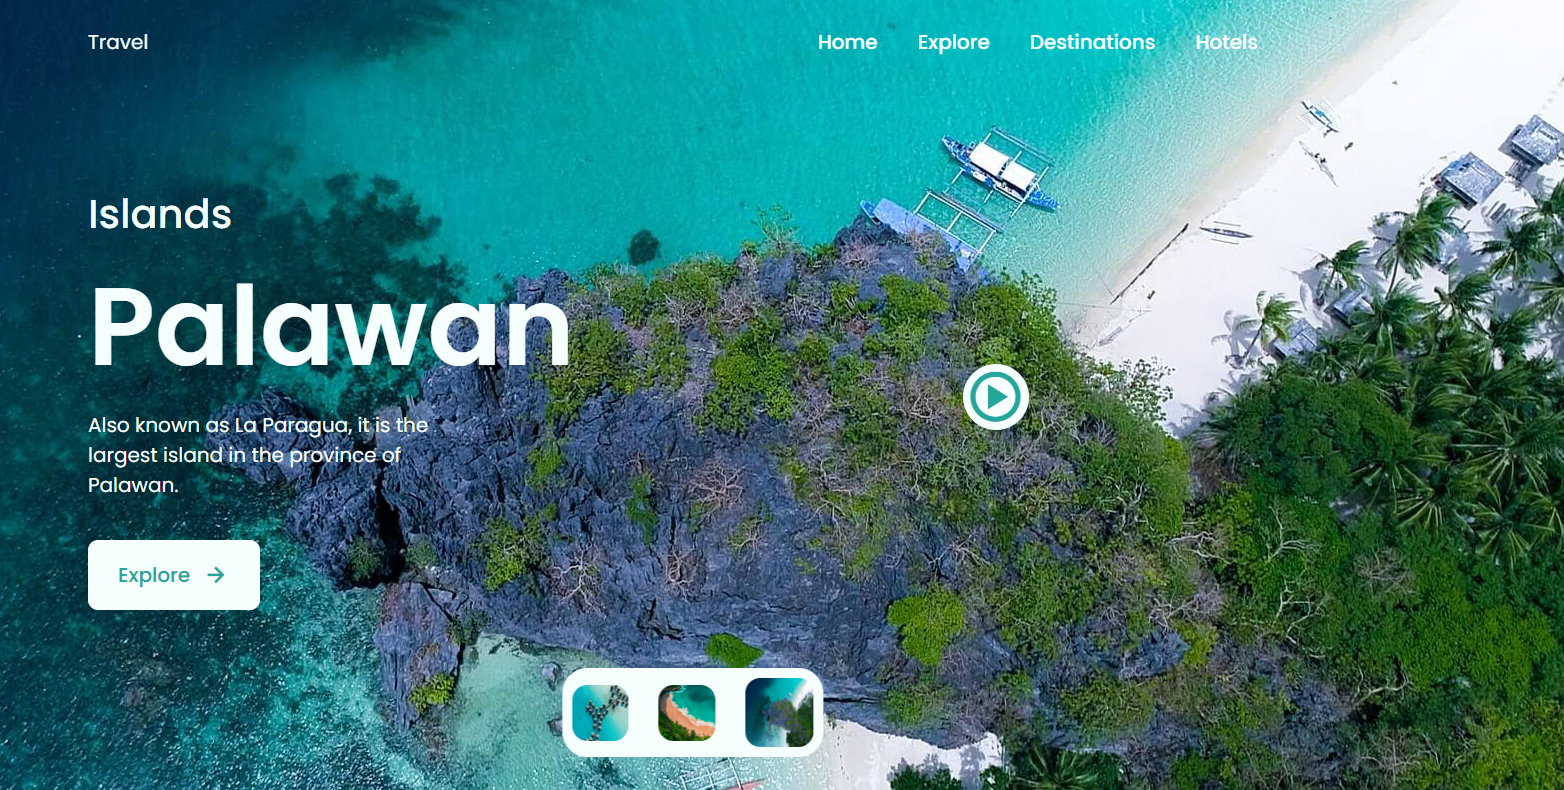 Travel
Home Explore Destinations Hotels
Islands
Palawan
Also known as La Paragua, it is the
largest island in the province of
Palawan.
Explore